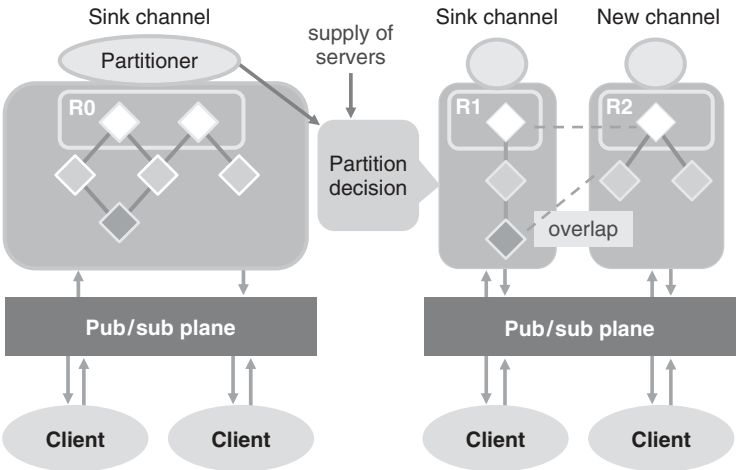 Sink channel
Partitioner
R0
supply of
servers
Partition
decision
Sink channel
New channel
R1
R2
overlap
Pub/sub plane
Pub/sub plane
Client
Client
Client
Client